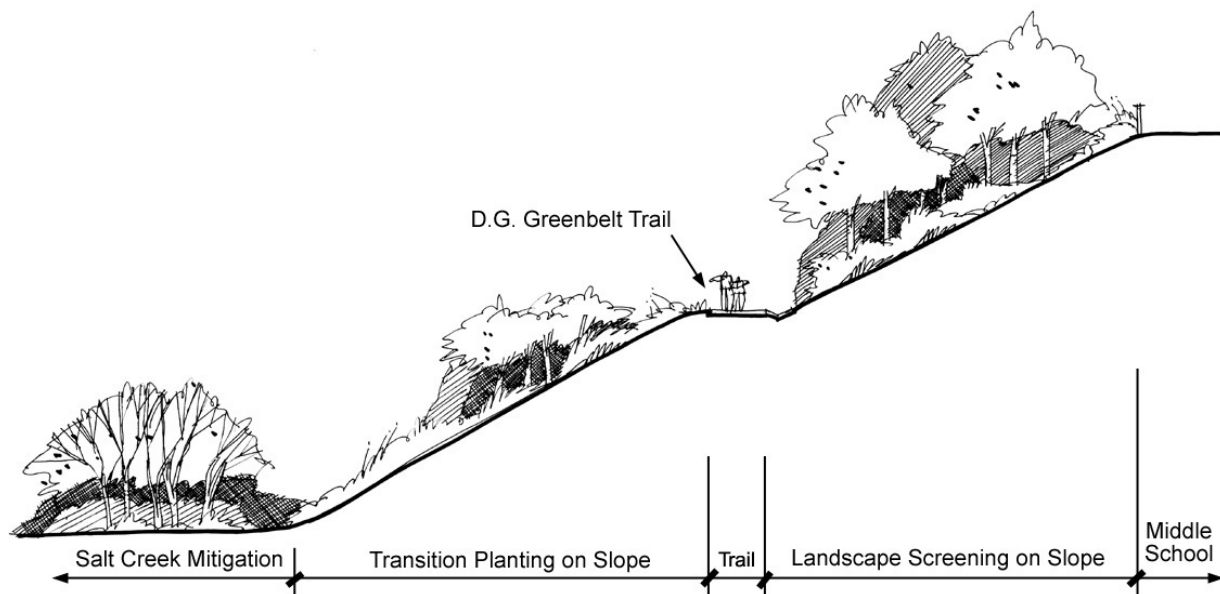 D.G. Greenbelt Trail
Salt Creek Mitigation
Transition Planting on Slope
Trail
Landscape Screening on Slope
Middle
School